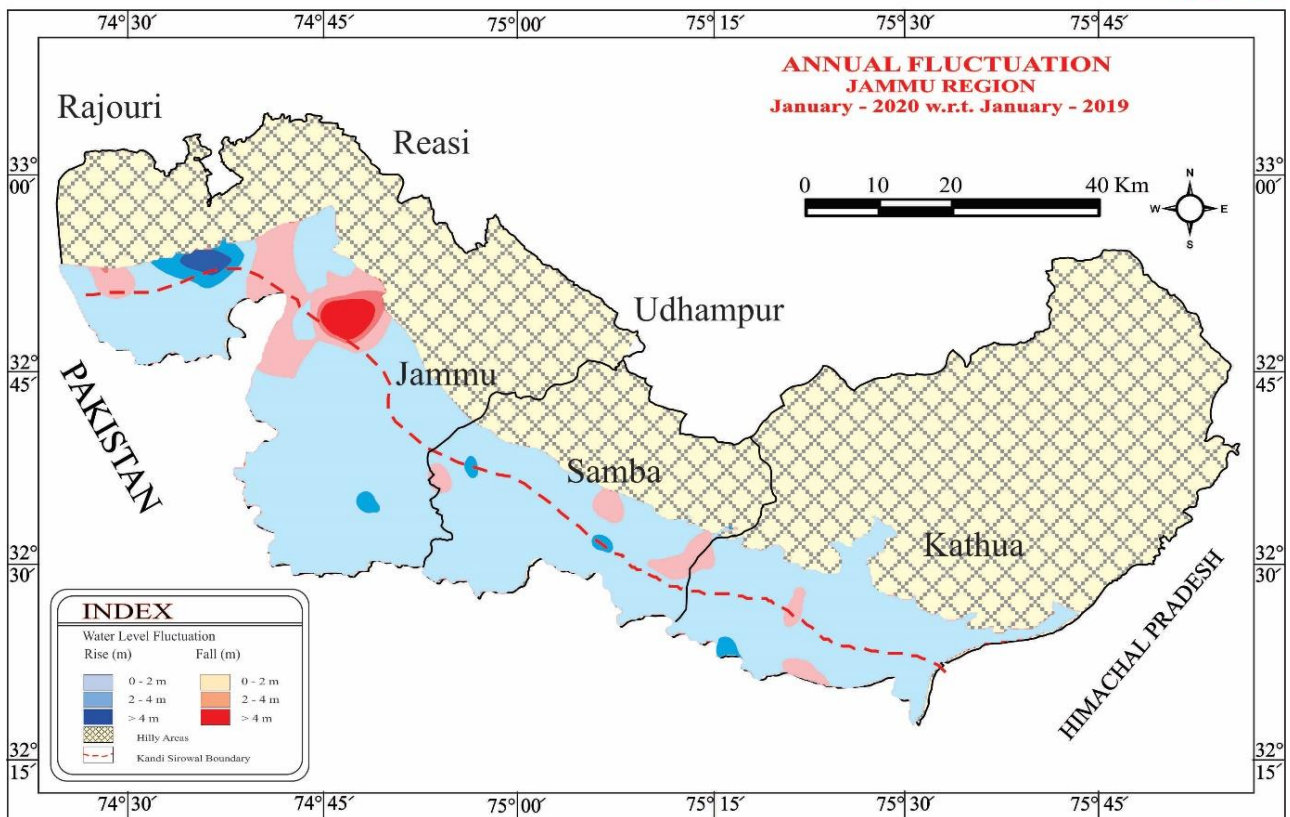 74°30′ 74°45′ 75°00′ 75°15′ 75°30′ 75°45′
ANNUAL FLUCTUATION
JAMMU REGION
January - 2020 w.r.t. January - 2019
Rajouri
Reasi
33°
00′
33°
00′
0 10 20 40 Km
N
W E
S
Udhampur
32°
45′
32°
45′
PAKISTAN
Jammu
Samba
Kathua
32°
30′
32°
30′
HIMACHAL PRADESH
INDEX
Water Level Fluctuation
Rise (m) Fall (m)
0 - 2 m 0 - 2 m
2 - 4 m 2 - 4 m
> 4 m > 4 m
Hilly Areas
Kandi Sirowal Boundary
32°
15′
32°
15′
74°30′ 74°45′ 75°00′ 75°15′ 75°30′ 75°45′